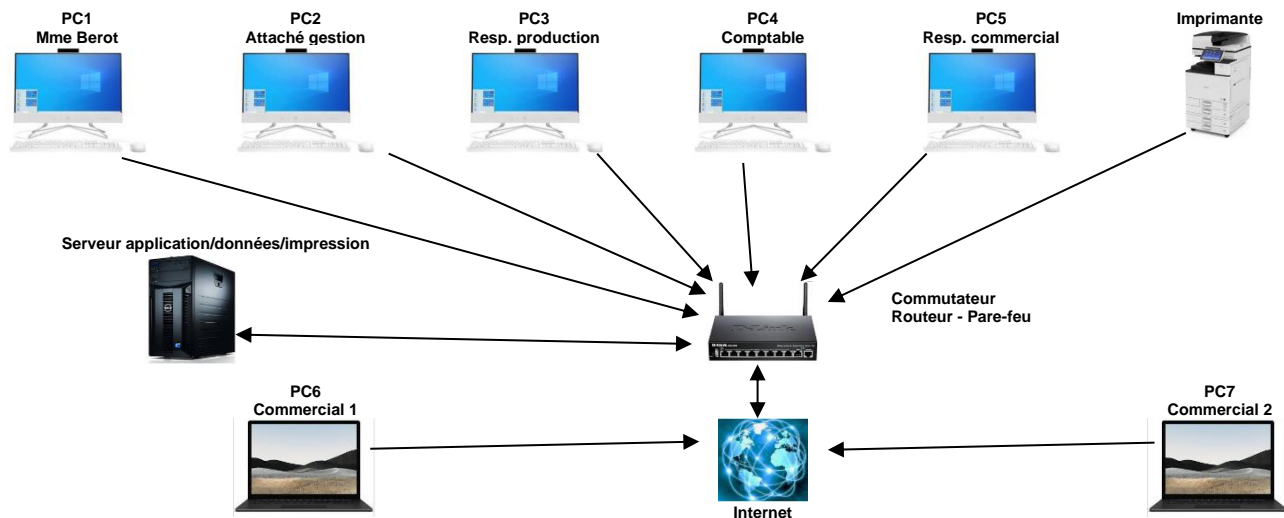 PC1
Mme Berot
PC2
Attaché gestion
PC3
Resp. production
PC4
Comptable
PC5
Resp. commercial
Imprimante
Serveur application/données/impression
Commutateur
Routeur - Pare-feu
D-Link
PC6
Commercial 1
PC7
Commercial 2
Internet